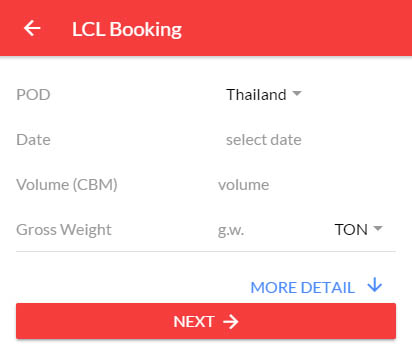 LCL Booking
POD Thailand
Date select date
Volume (CBM) volume
Gross Weight g.w. TON
MORE DETAIL
NEXT